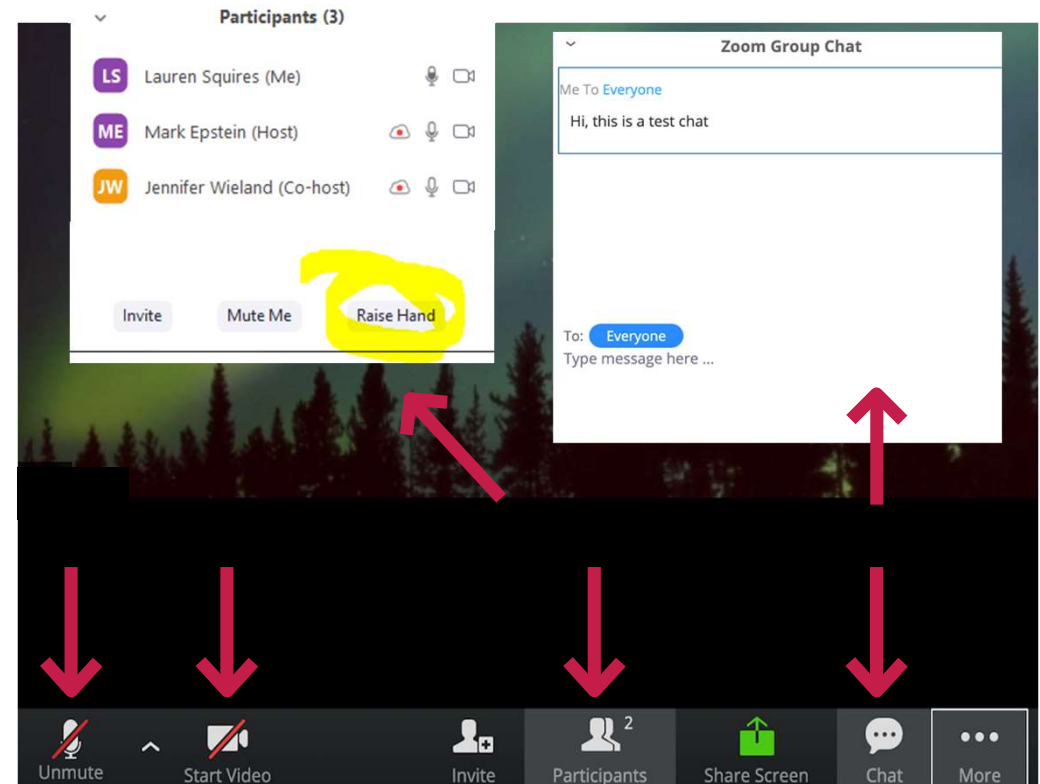 Participants (3)
LS Lauren Squires (Me)
ME Mark Epstein (Host)
JW Jennifer Wieland (Co-host)
Invite Mute Me Raise Hand
Zoom Group Chat
Me To Everyone
Hi, this is a test chat
To: Everyone
Type message here ...
2
Unmute Start Video Invite Participants Share Screen Chat More